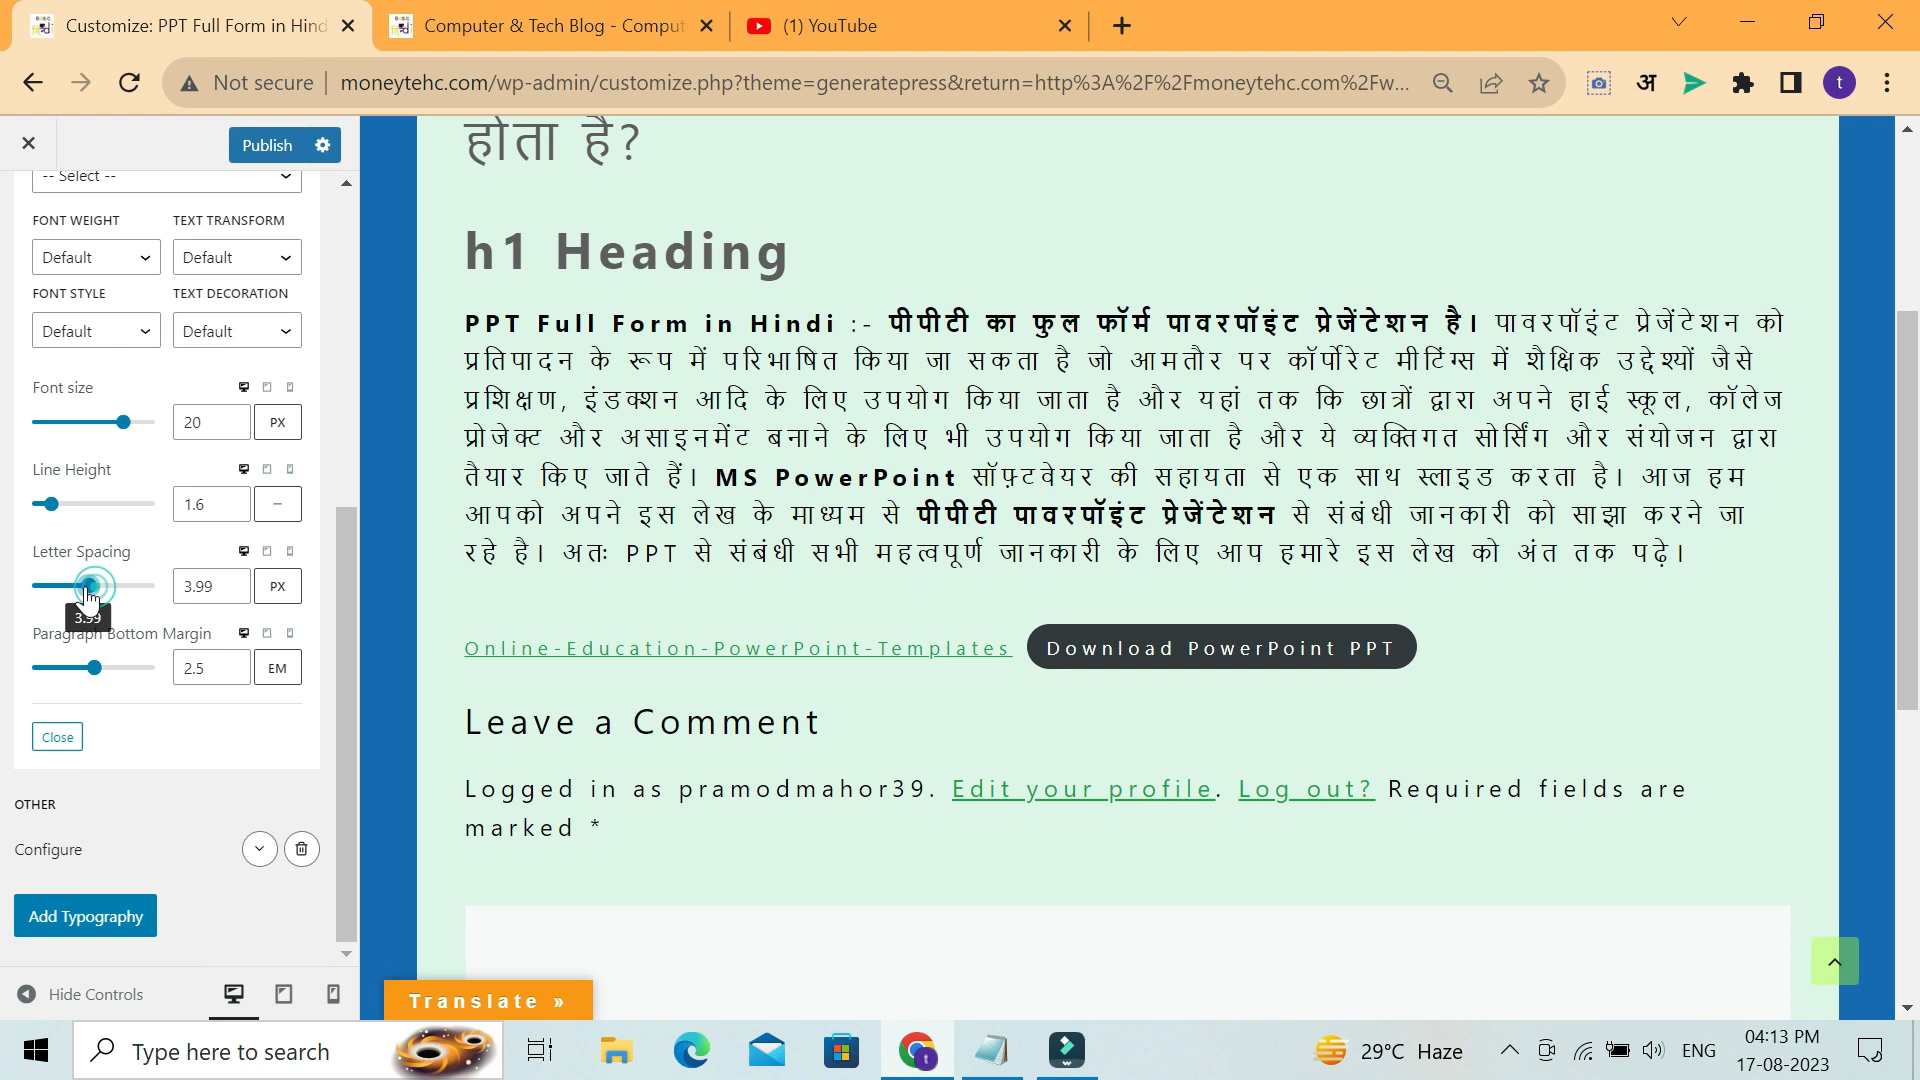 Customize: PPT Full Form in Hind
Computer & Tech Blog - Comput
(1) YouTube
Not secure
moneytehc.com/wp-admin/customize.php?theme=generatepress&return=http%3A%2F%2Fmoneytehc.com%2Fw...
अ
t
Publish
-- Select --
FONT WEIGHT
TEXT TRANSFORM
Default
Default
FONT STYLE
TEXT DECORATION
Default
Default
Font size
20
PX
Line Height
1.6
—
Letter Spacing
3.99
PX
3.99
Paragraph Bottom Margin
2.5
EM
Close
OTHER
Configure
Add Typography
Hide Controls
होता है?
h1 Heading
PPT Full Form in Hindi :- पीपीटी का फुल फॉर्म पावरपॉइंट प्रेजेंटेशन है। पावरपॉइंट प्रेजेंटेशन को
प्रतिपादन के रूप में परिभाषित किया जा सकता है जो आमतौर पर कॉर्पोरेट मीटिंग्स में शैक्षिक उद्देश्यों जैसे
प्रशिक्षण, इंडक्शन आदि के लिए उपयोग किया जाता है और यहां तक कि छात्रों द्वारा अपने हाई स्कूल, कॉलेज
प्रोजेक्ट और असाइनमेंट बनाने के लिए भी उपयोग किया जाता है और ये व्यक्तिगत सोर्सिंग और संयोजन द्वारा
तैयार किए जाते हैं। MS PowerPoint सॉफ़्टवेयर की सहायता से एक साथ स्लाइड करता है। आज हम
आपको अपने इस लेख के माध्यम से पीपीटी पावरपॉइंट प्रेजेंटेशन से संबंधी जानकारी को साझा करने जा
रहे है। अतः PPT से संबंधी सभी महत्वपूर्ण जानकारी के लिए आप हमारे इस लेख को अंत तक पढ़े।
Online-Education-PowerPoint-Templates
Download PowerPoint PPT
Leave a Comment
Logged in as pramodmahor39. Edit your profile. Log out? Required fields are
marked *
Translate »
Type here to search
29°C Haze
ENG
04:13 PM
17-08-2023